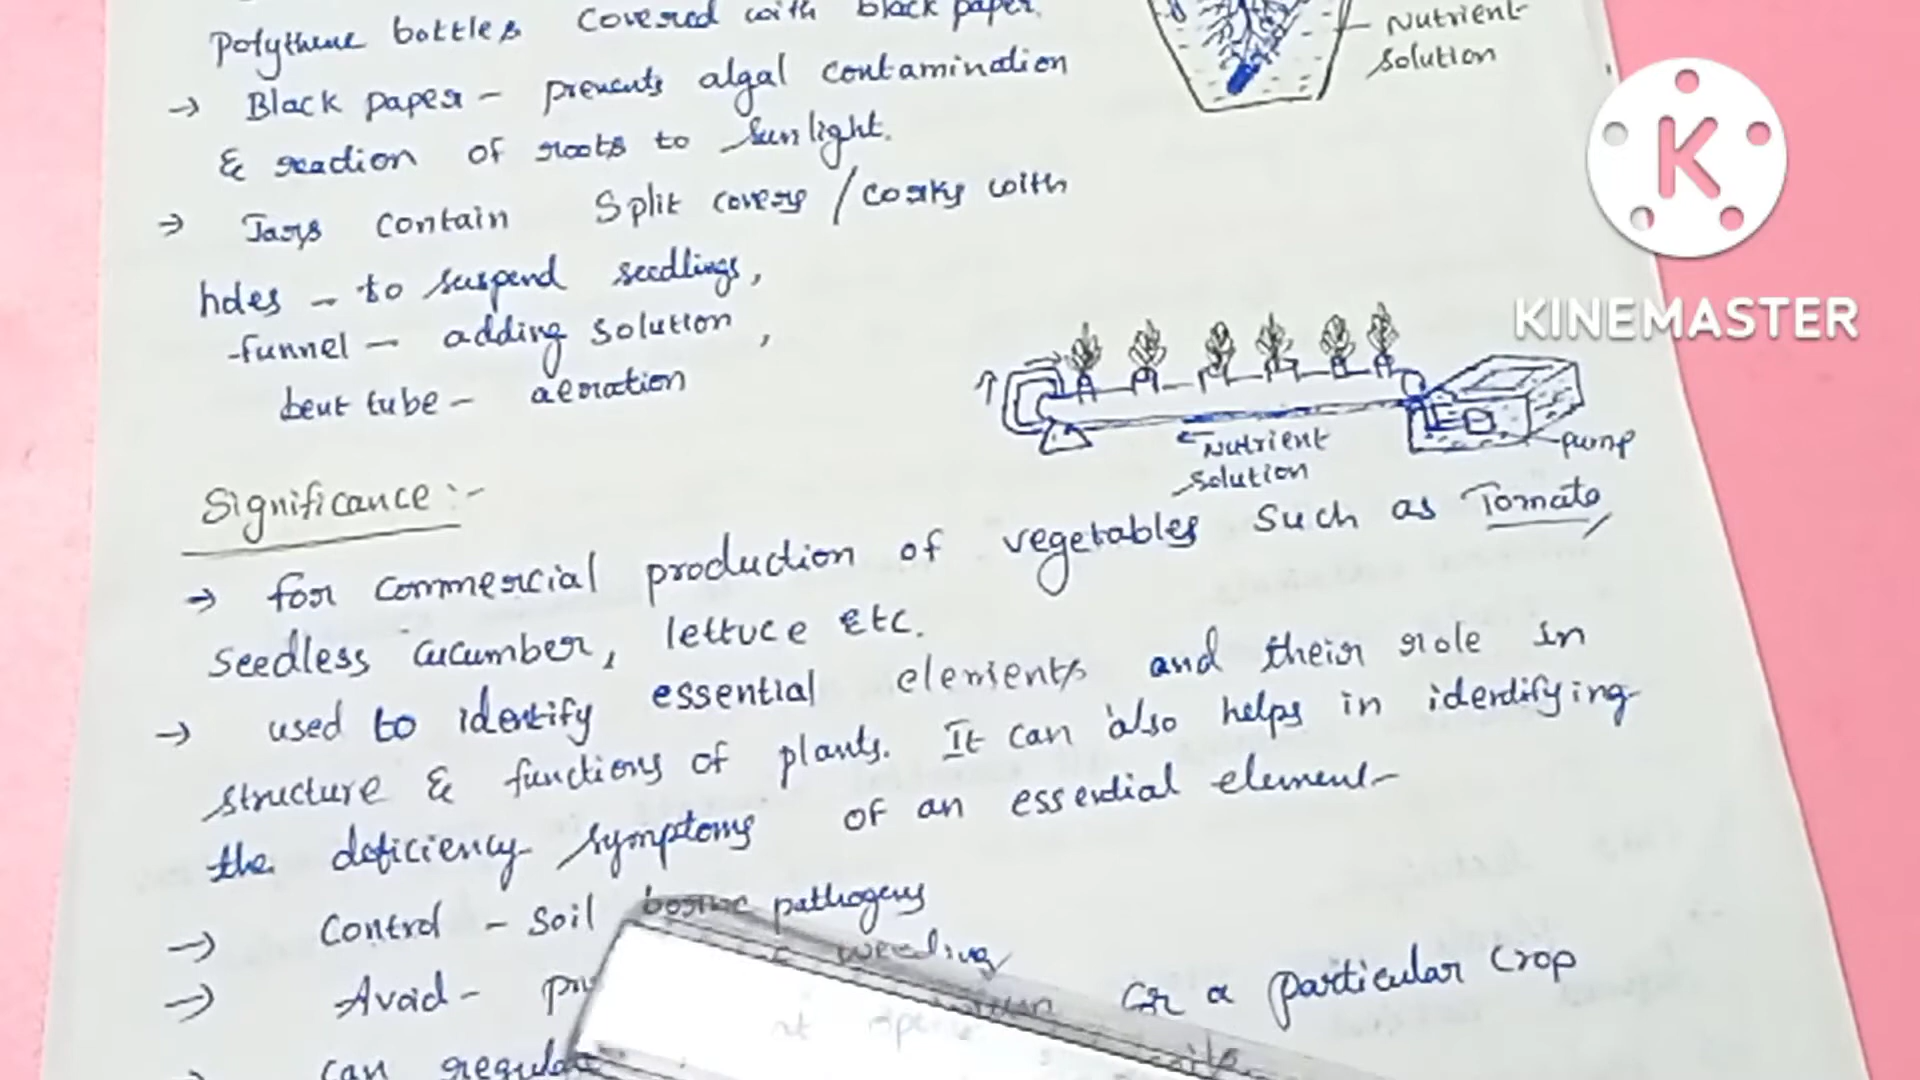 Polythene bottles covered with black paper.
→ Black paper - prevents algal contamination
& reaction of roots to sunlight.
→ Jars contain Split covers / corks with
holes - to suspend seedlings,
funnel - adding solution,
bent tube - aeration
Nutrient
solution
K
KINEMASTER
← Nutrient
solution
pump
Significance :-
→ for commercial production of vegetables such as Tomato,
seedless cucumber, lettuce etc.
→ used to identify essential elements and their role in
structure & functions of plants. It can also helps in identifying
the deficiency symptoms of an essential element
→ Control - soil borne pathogens
→ Avoid - weeding
→ can a particular crop